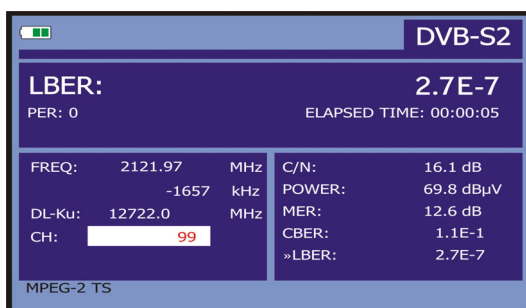 DVB-S2
LBER: 2.7E-7
PER: 0 ELAPSED TIME: 00:00:05
FREQ: 2121.97 MHz
-1657 kHz
DL-Ku: 12722.0 MHz
CH: 99
C/N: 16.1 dB
POWER: 69.8 dBµV
MER: 12.6 dB
CBER: 1.1E-1
»LBER: 2.7E-7
MPEG-2 TS